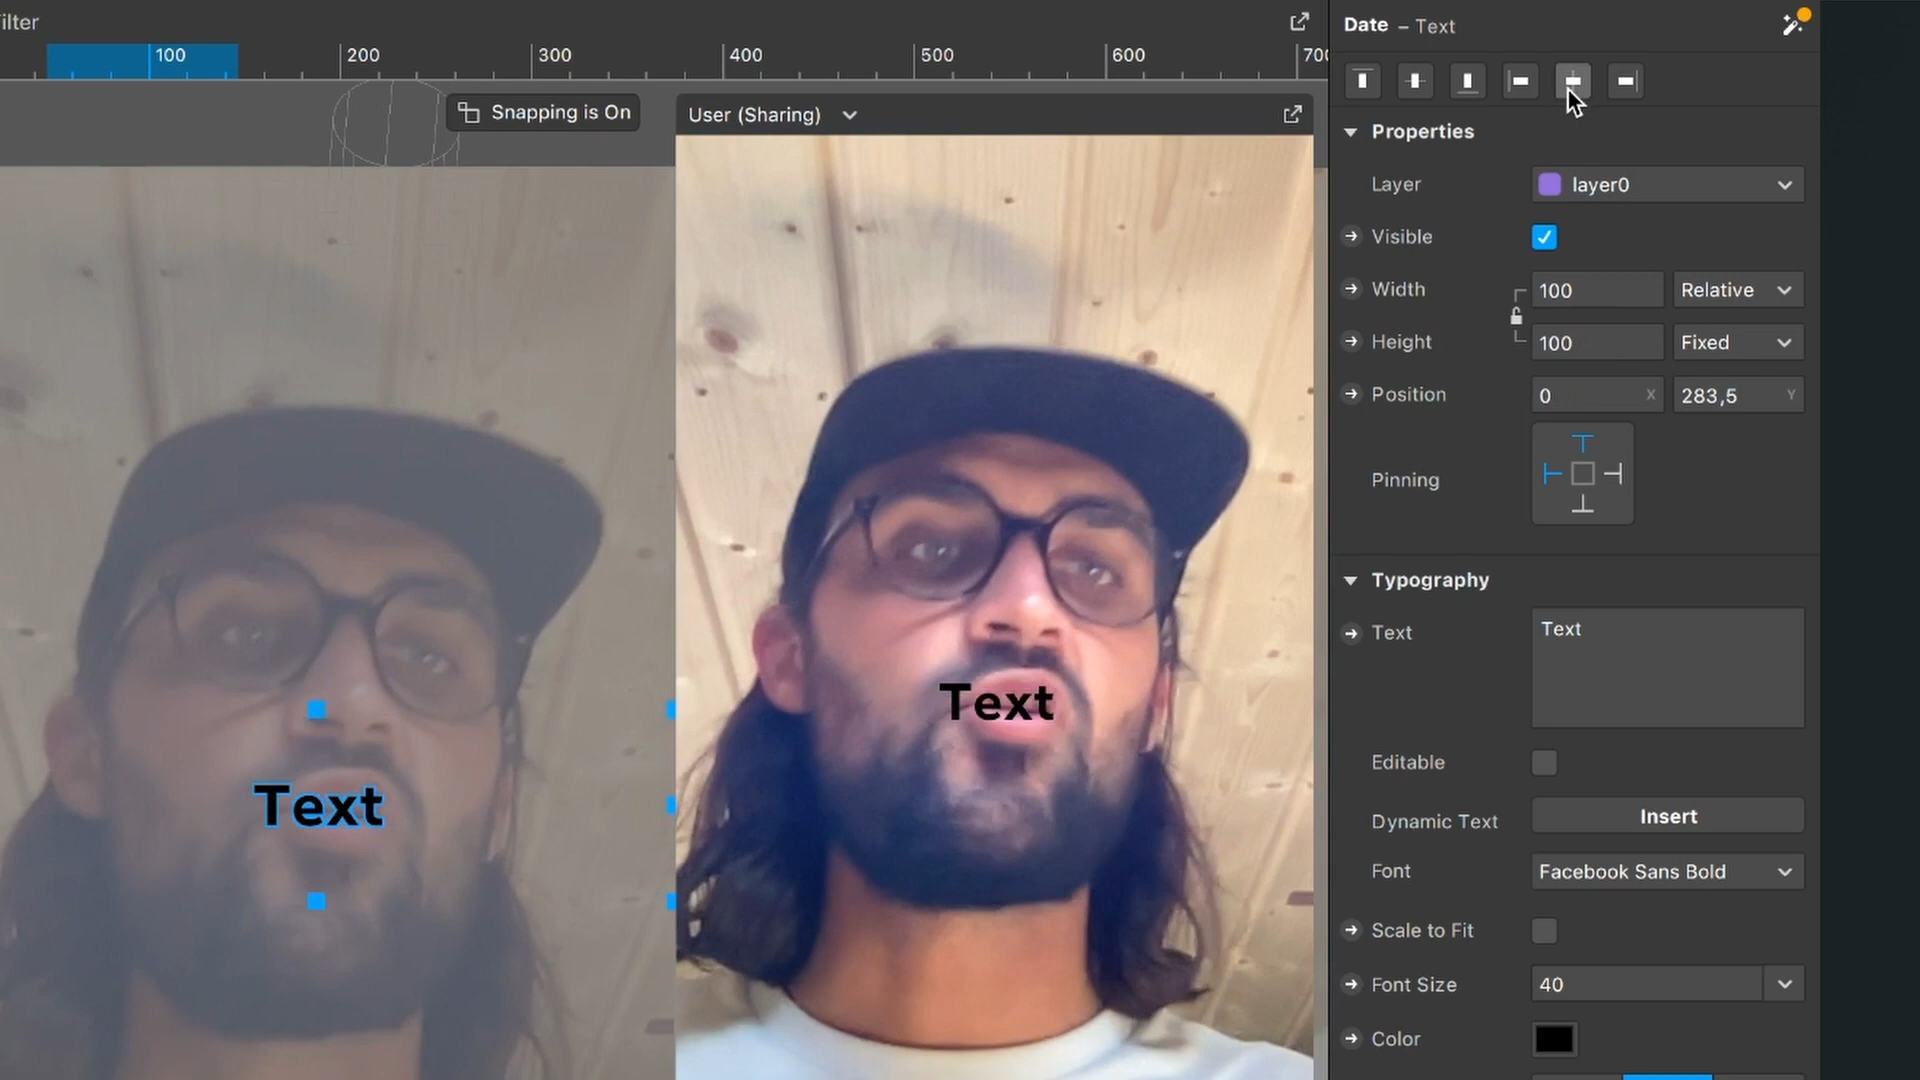 ilter
100 200 300 400 500 600 700
Snapping is On
User (Sharing)
Text
Text
Date – Text
Properties
Layer layer0
Visible
Width 100 Relative
Height 100 Fixed
Position 0 X 283,5 Y
Pinning
Typography
Text Text
Editable
Dynamic Text Insert
Font Facebook Sans Bold
Scale to Fit
Font Size 40
Color